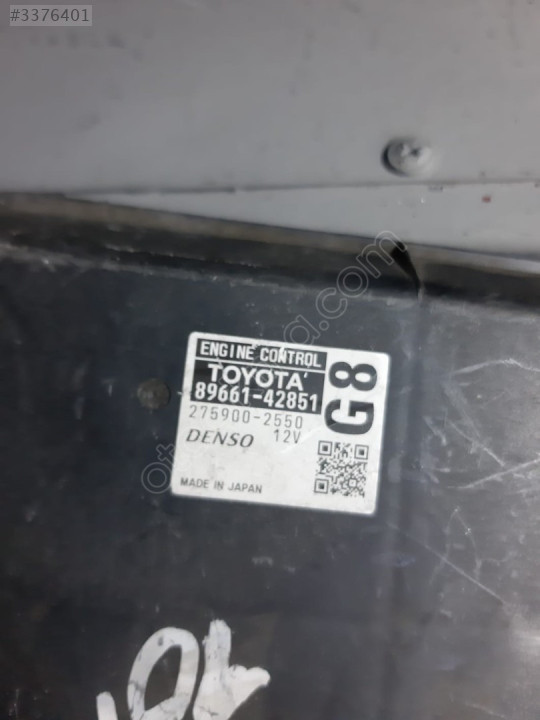 #3376401
ENGINE CONTROL
TOYOTA
89661-42851
275900-2550
DENSO 12V
G8
MADE IN JAPAN